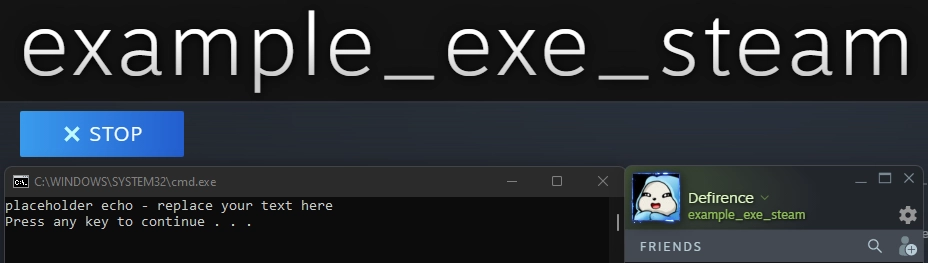 example_exe_steam
STOP
C:\WINDOWS\SYSTEM32\cmd.exe
placeholder echo - replace your text here
Press any key to continue . . .
Defirence
example_exe_steam
FRIENDS